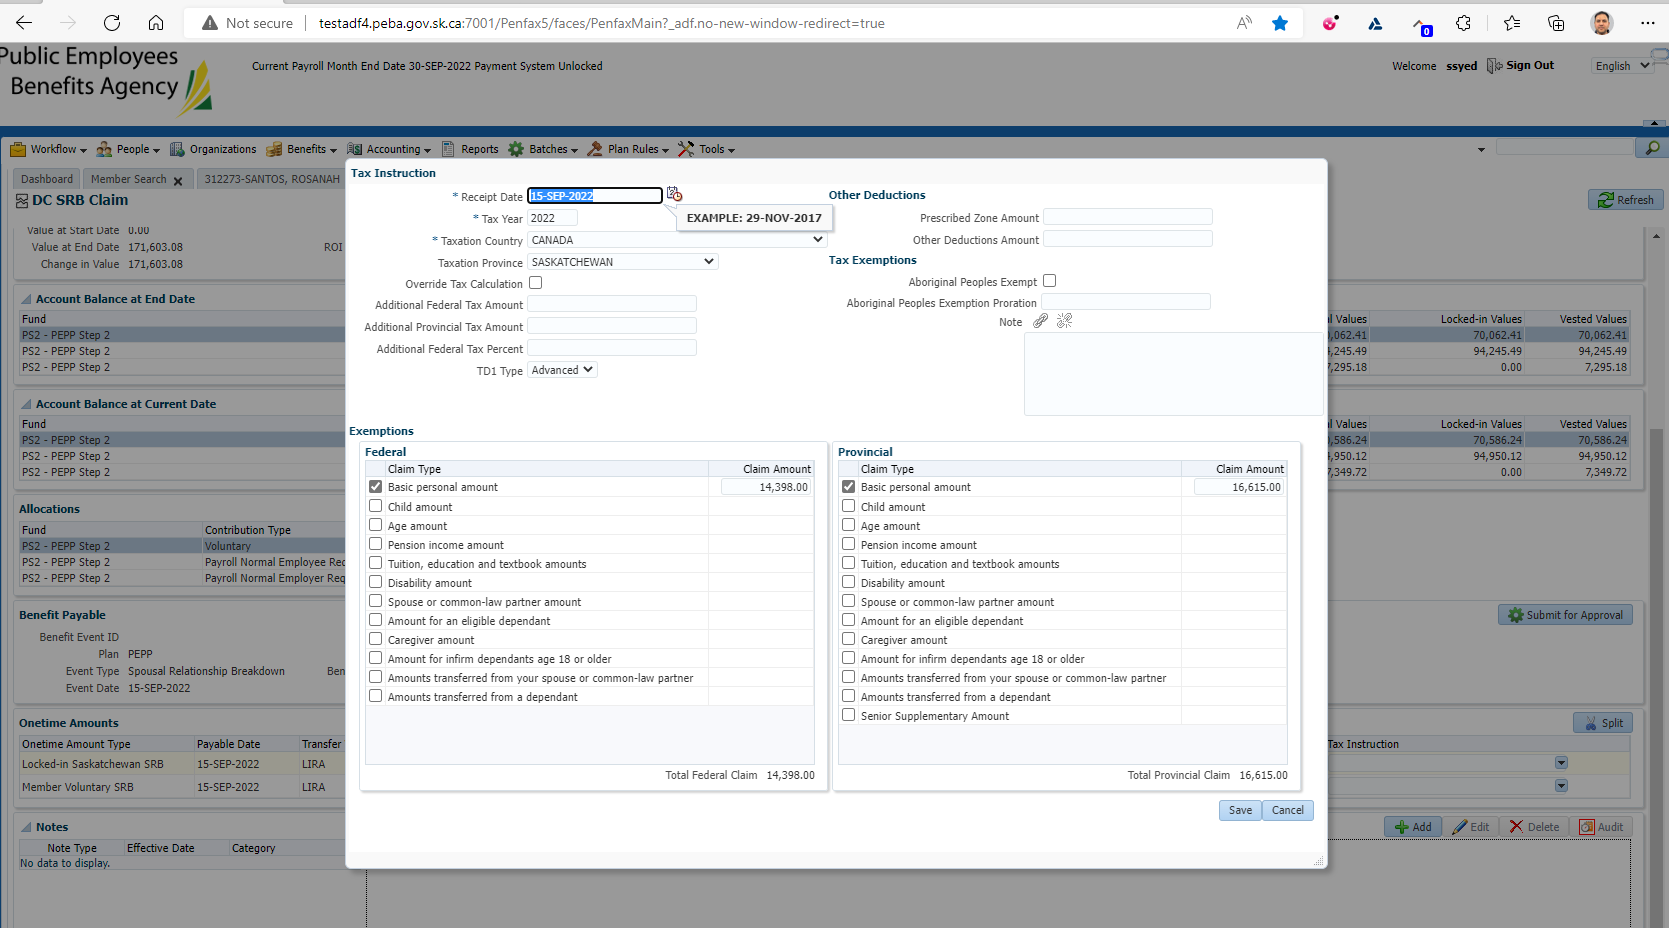 Not secure
testadf4.peba.gov.sk.ca:7001/Penfax5/faces/PenfaxMain?_adf.no-new-window-redirect=true
0
Public Employees
Benefits Agency
Current Payroll Month End Date 30-SEP-2022 Payment System Unlocked
Welcome ssyed Sign Out English
Workflow People Organizations Benefits Accounting Reports Batches Plan Rules Tools
Dashboard Member Search 312273-SANTOS, ROSANAH
DC SRB Claim
Refresh
Value at Start Date 0.00
Value at End Date 171,603.08 ROI
Change in Value 171,603.08
Account Balance at End Date
Fund
PS2 - PEPP Step 2
PS2 - PEPP Step 2
PS2 - PEPP Step 2
Values Locked-in Values Vested Values
,062.41 70,062.41 70,062.41
,245.49 94,245.49 94,245.49
,295.18 0.00 7,295.18
Account Balance at Current Date
Fund
PS2 - PEPP Step 2
PS2 - PEPP Step 2
PS2 - PEPP Step 2
Values Locked-in Values Vested Values
,586.24 70,586.24 70,586.24
,950.12 94,950.12 94,950.12
,349.72 0.00 7,349.72
Allocations
Fund Contribution Type
PS2 - PEPP Step 2 Voluntary
PS2 - PEPP Step 2 Payroll Normal Employee Req
PS2 - PEPP Step 2 Payroll Normal Employer Req
Benefit Payable
Submit for Approval
Benefit Event ID
Plan PEPP
Event Type Spousal Relationship Breakdown Ben
Event Date 15-SEP-2022
Onetime Amounts
Split
Onetime Amount Type Payable Date Transfer
Tax Instruction
Locked-in Saskatchewan SRB 15-SEP-2022 LIRA
Member Voluntary SRB 15-SEP-2022 LIRA
Notes
Add Edit Delete Audit
Note Type Effective Date Category
No data to display.
Tax Instruction
* Receipt Date 15-SEP-2022
EXAMPLE: 29-NOV-2017
* Tax Year 2022
* Taxation Country CANADA
Taxation Province SASKATCHEWAN
Override Tax Calculation
Additional Federal Tax Amount
Additional Provincial Tax Amount
Additional Federal Tax Percent
TD1 Type Advanced
Other Deductions
Prescribed Zone Amount
Other Deductions Amount
Tax Exemptions
Aboriginal Peoples Exempt
Aboriginal Peoples Exemption Proration
Note
Exemptions
Federal
Claim Type Claim Amount
Basic personal amount 14,398.00
Child amount
Age amount
Pension income amount
Tuition, education and textbook amounts
Disability amount
Spouse or common-law partner amount
Amount for an eligible dependant
Caregiver amount
Amount for infirm dependants age 18 or older
Amounts transferred from your spouse or common-law partner
Amounts transferred from a dependant
Total Federal Claim 14,398.00
Provincial
Claim Type Claim Amount
Basic personal amount 16,615.00
Child amount
Age amount
Pension income amount
Tuition, education and textbook amounts
Disability amount
Spouse or common-law partner amount
Amount for an eligible dependant
Caregiver amount
Amount for infirm dependants age 18 or older
Amounts transferred from your spouse or common-law partner
Amounts transferred from a dependant
Senior Supplementary Amount
Total Provincial Claim 16,615.00
Save Cancel